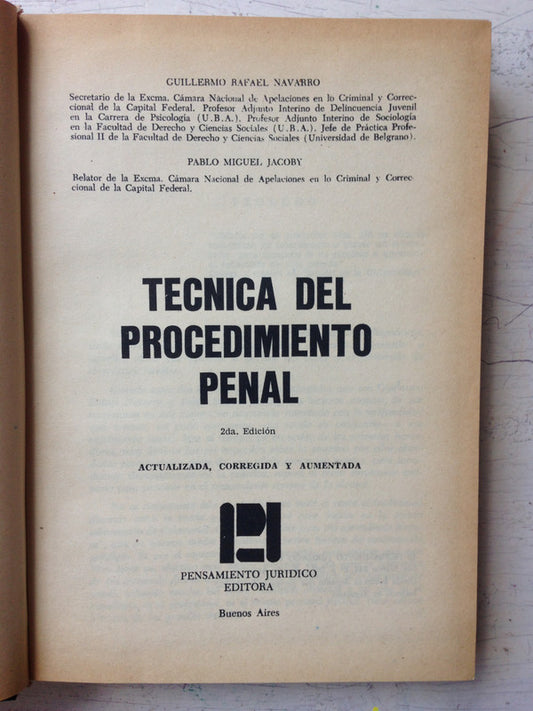 GUILLERMO RAFAEL NAVARRO
Secretario de la Excma. Cámara Nacional de Apelaciones en lo Criminal y Correc-
cional de la Capital Federal. Profesor Adjunto Interino de Delincuencia Juvenil
en la Carrera de Psicología (U.B.A.). Profesor Adjunto Interino de Sociología
en la Facultad de Derecho y Ciencias Sociales (U.B.A.). Jefe de Práctica Profe-
sional II de la Facultad de Derecho y Ciencias Sociales (Universidad de Belgrano).
PABLO MIGUEL JACOBY
Relator de la Excma. Cámara Nacional de Apelaciones en lo Criminal y Correc
cional de la Capital Federal.
TECNICA DEL
PROCEDIMIENTO
PENAL
2da. Edición
ACTUALIZADA, CORREGIDA Y AUMENTADA
PENSAMIENTO JURIDICO
EDITORA
Buenos Aires